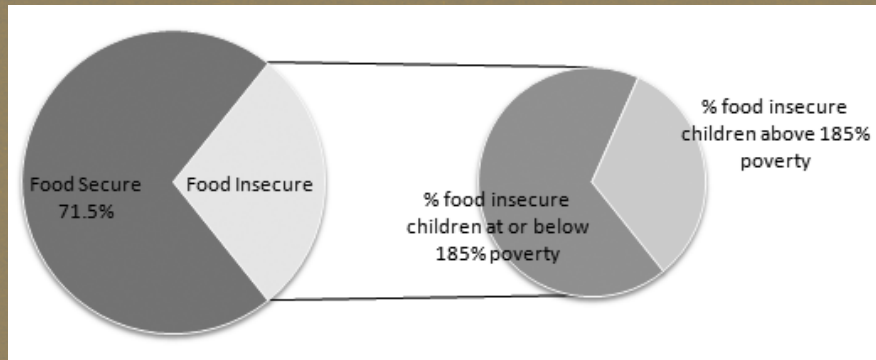 Food Secure
71.5%
Food Insecure
% food insecure
children at or below
185% poverty
% food insecure
children above 185%
poverty